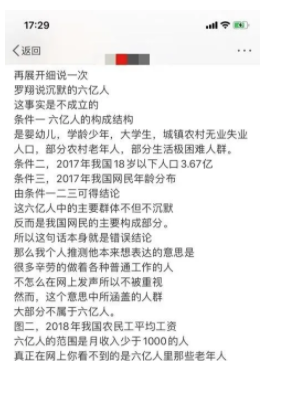 17:29
返回
再展开细说一次
罗翔说沉默的六亿人
这事实是不成立的
条件一 六亿人的构成结构
是婴幼儿，学龄少年，大学生，城镇农村无业失业
人口，部分农村老年人，部分生活极困难人群。
条件二，2017年我国18岁以下人口3.67亿
条件三，2017年我国网民年龄分布
由条件一二三可得结论
这六亿人中的主要群体不但不沉默
反而是我国网民的主要构成部分。
所以这句话本身就是错误结论
那么我个人推测他本来想表达的意思是
很多辛劳的做着各种普通工作的人
不怎么在网上发声所以不被重视
然而，这个意思中所涵盖的人群
大部分不属于六亿人。
图二，2018年我国农民工平均工资
六亿人的范围是月收入少于1000的人
真正在网上你看不到的是六亿人里那些老年人